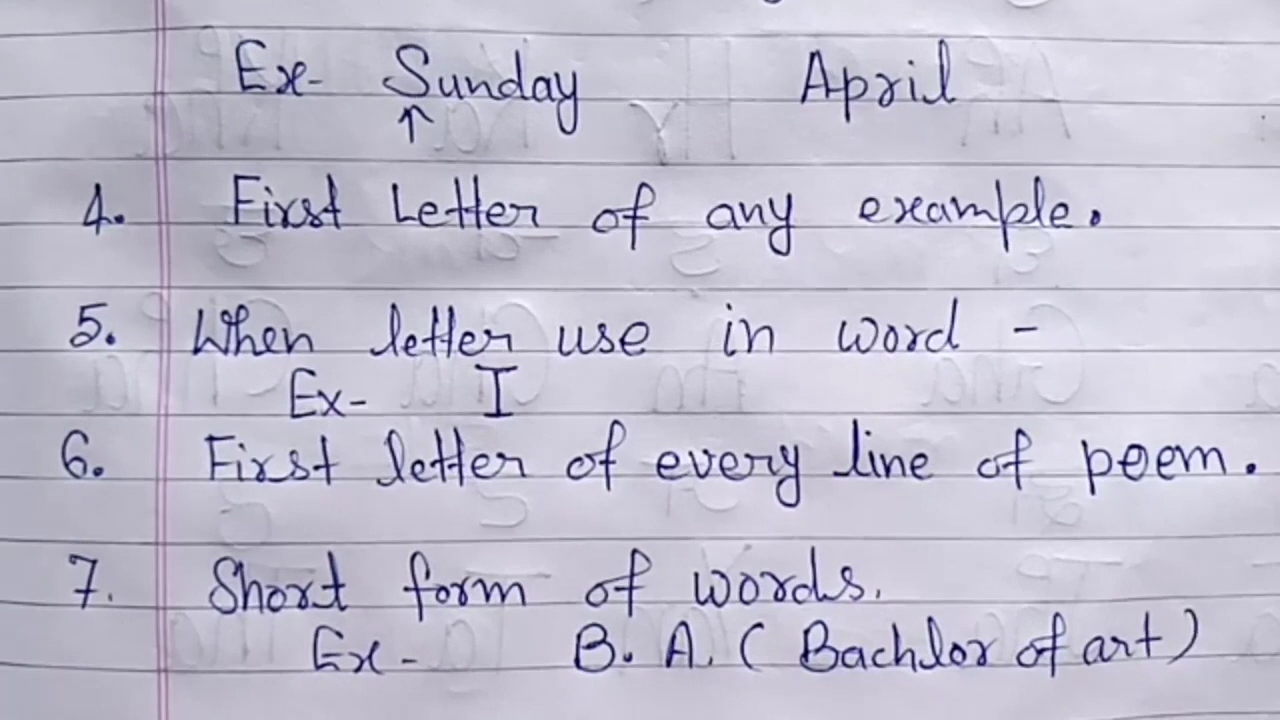 Ex- Sunday April
↑
4. First Letter of any example.
5. When letter use in word -
Ex- I
6. First letter of every line of poem.
7. Short form of words.
Ex- B. A. ( Bachlor of art )